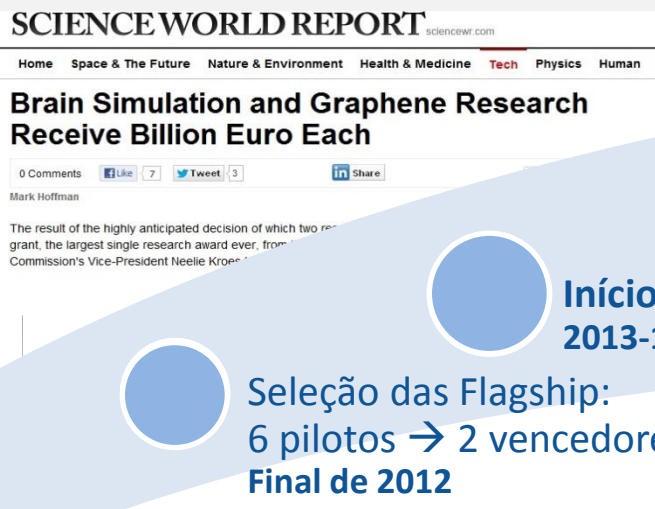 SCIENCE WORLD REPORT sciencewr.com
Home Space & The Future Nature & Environment Health & Medicine Tech Physics Human
Brain Simulation and Graphene Research
Receive Billion Euro Each
0 Comments Like 7 Tweet 3 in Share
Mark Hoffman
The result of the highly anticipated decision of which two
grant, the largest single research award ever, from
Commission's Vice-President Neelie Kroes
Início
2013-1
Seleção das Flagship:
6 pilotos → 2 vencedore
Final de 2012